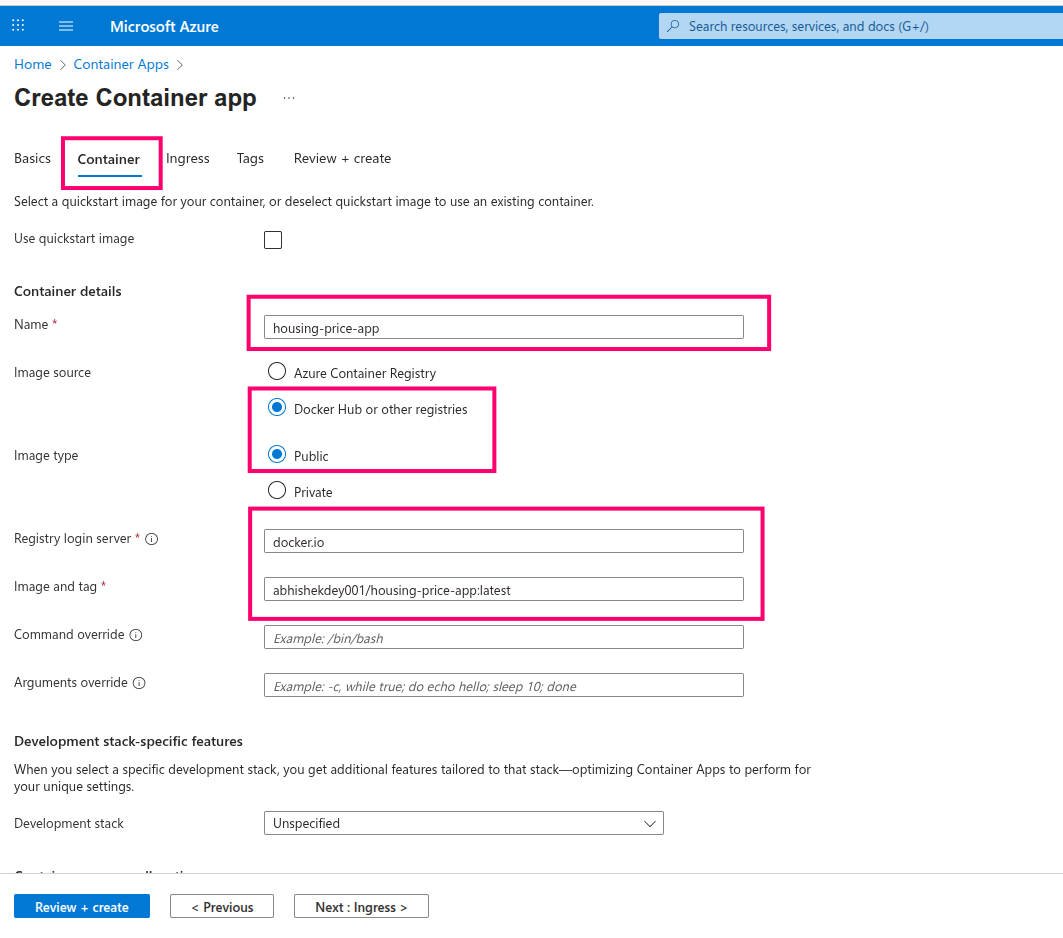 Microsoft Azure
Search resources, services, and docs (G+/)
Home > Container Apps >
Create Container app ...
Basics Container Ingress Tags Review + create
Select a quickstart image for your container, or deselect quickstart image to use an existing container.
Use quickstart image
Container details
Name *
housing-price-app
Image source
Azure Container Registry
Docker Hub or other registries
Image type
Public
Private
Registry login server *
docker.io
Image and tag *
abhishekdey001/housing-price-app:latest
Command override
Example: /bin/bash
Arguments override
Example: -c, while true; do echo hello; sleep 10; done
Development stack-specific features
When you select a specific development stack, you get additional features tailored to that stack—optimizing Container Apps to perform for
your unique settings.
Development stack
Unspecified
Review + create
< Previous
Next : Ingress >